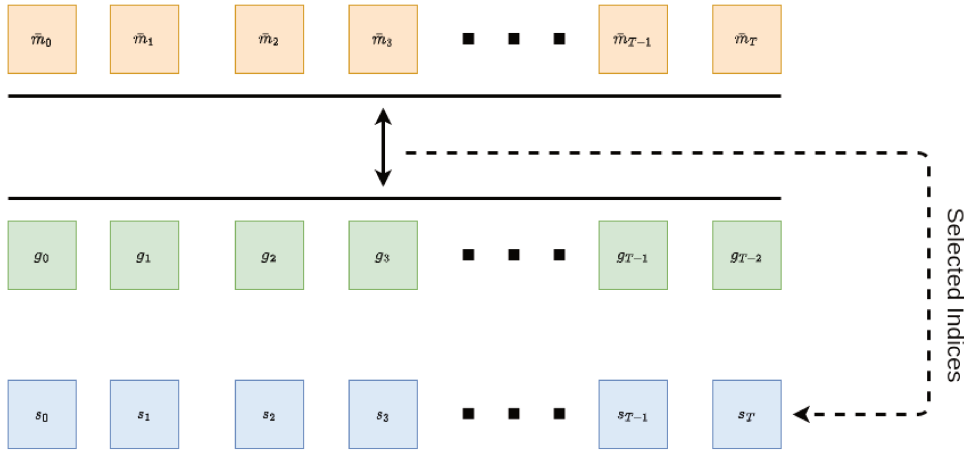 m̄₀ m̄₁ m̄₂ m̄₃ m̄_{T−1} m̄_T
g₀ g₁ g₂ g₃ g_{T−1} g_{T−2}
Selected Indices
s₀ s₁ s₂ s₃ s_{T−1} s_T